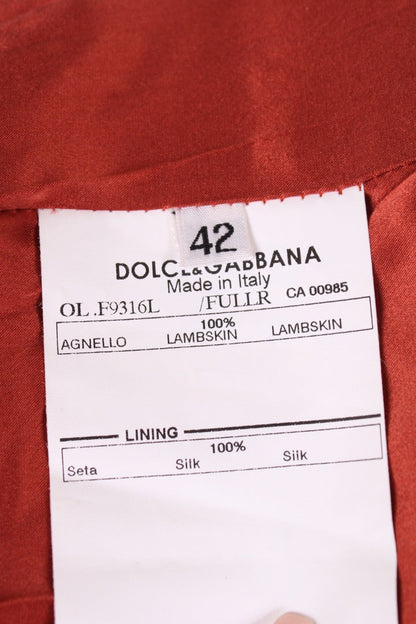 42
DOLCE&GABBANA
Made in Italy
OL .F9316L /FULLR CA 00985
100%
AGNELLO LAMBSKIN LAMBSKIN
LINING
100%
Seta Silk Silk